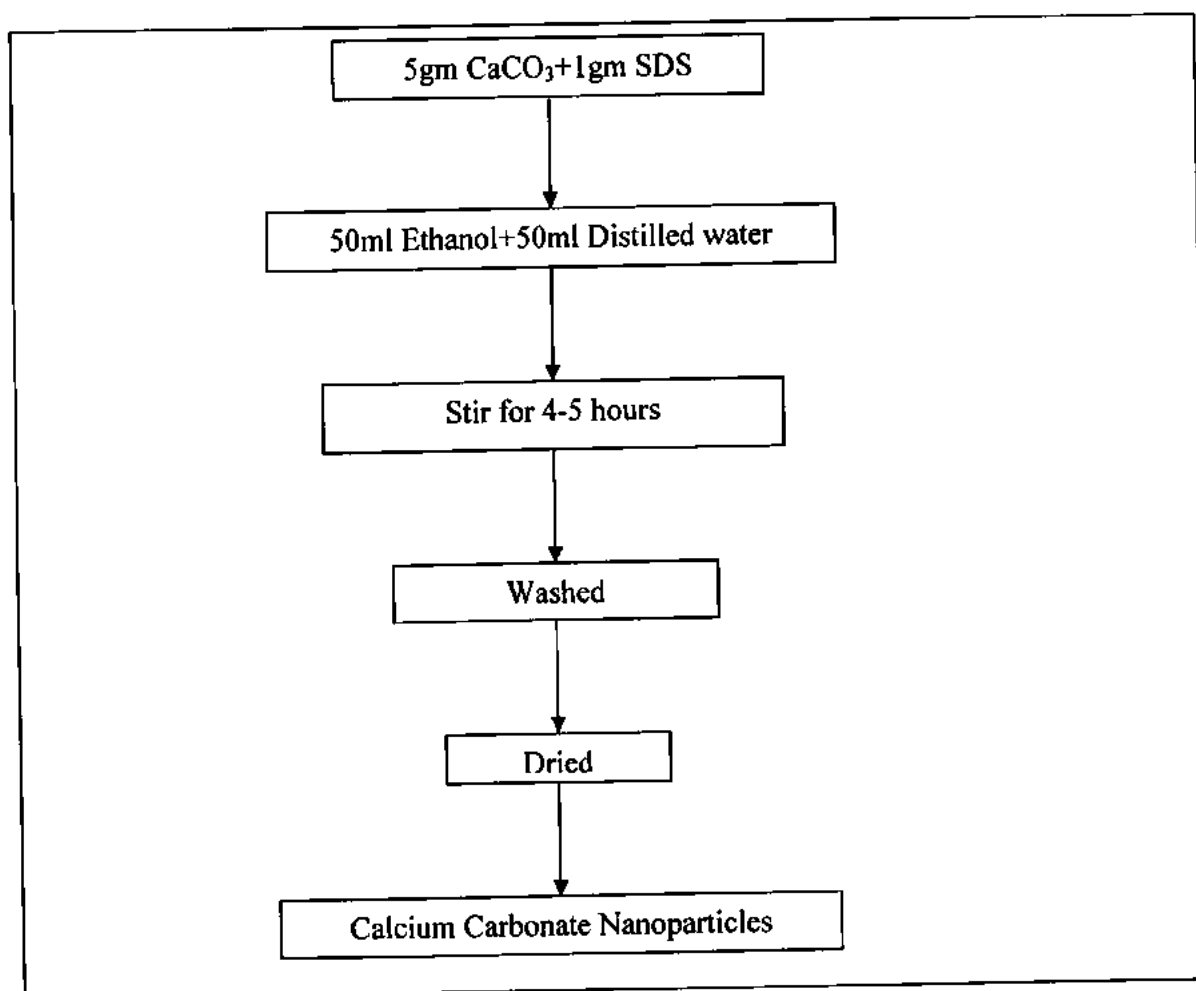 5gm CaCO₃+1gm SDS
50ml Ethanol+50ml Distilled water
Stir for 4-5 hours
Washed
Dried
Calcium Carbonate Nanoparticles